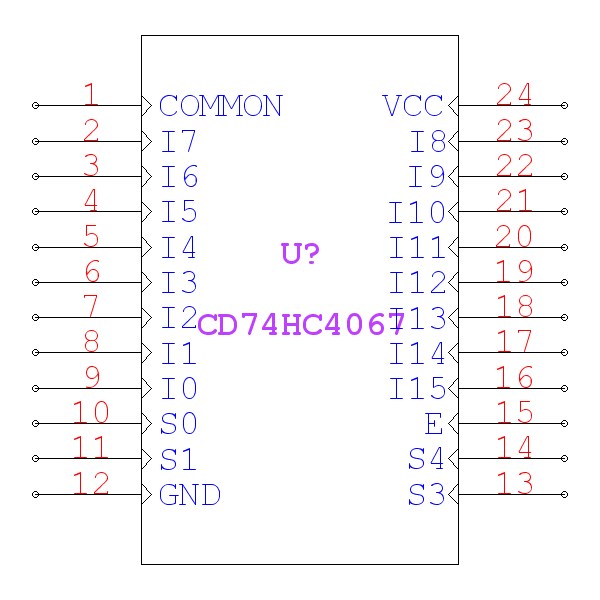 1 COMMON VCC 24
2 I7 I8 23
3 I6 I9 22
4 I5 I10 21
5 I4 I11 20
U?
6 I3 I12 19
7 I2 CD74HC4067 I13 18
8 I1 I14 17
9 I0 I15 16
10 S0 E 15
11 S1 S4 14
12 GND S3 13